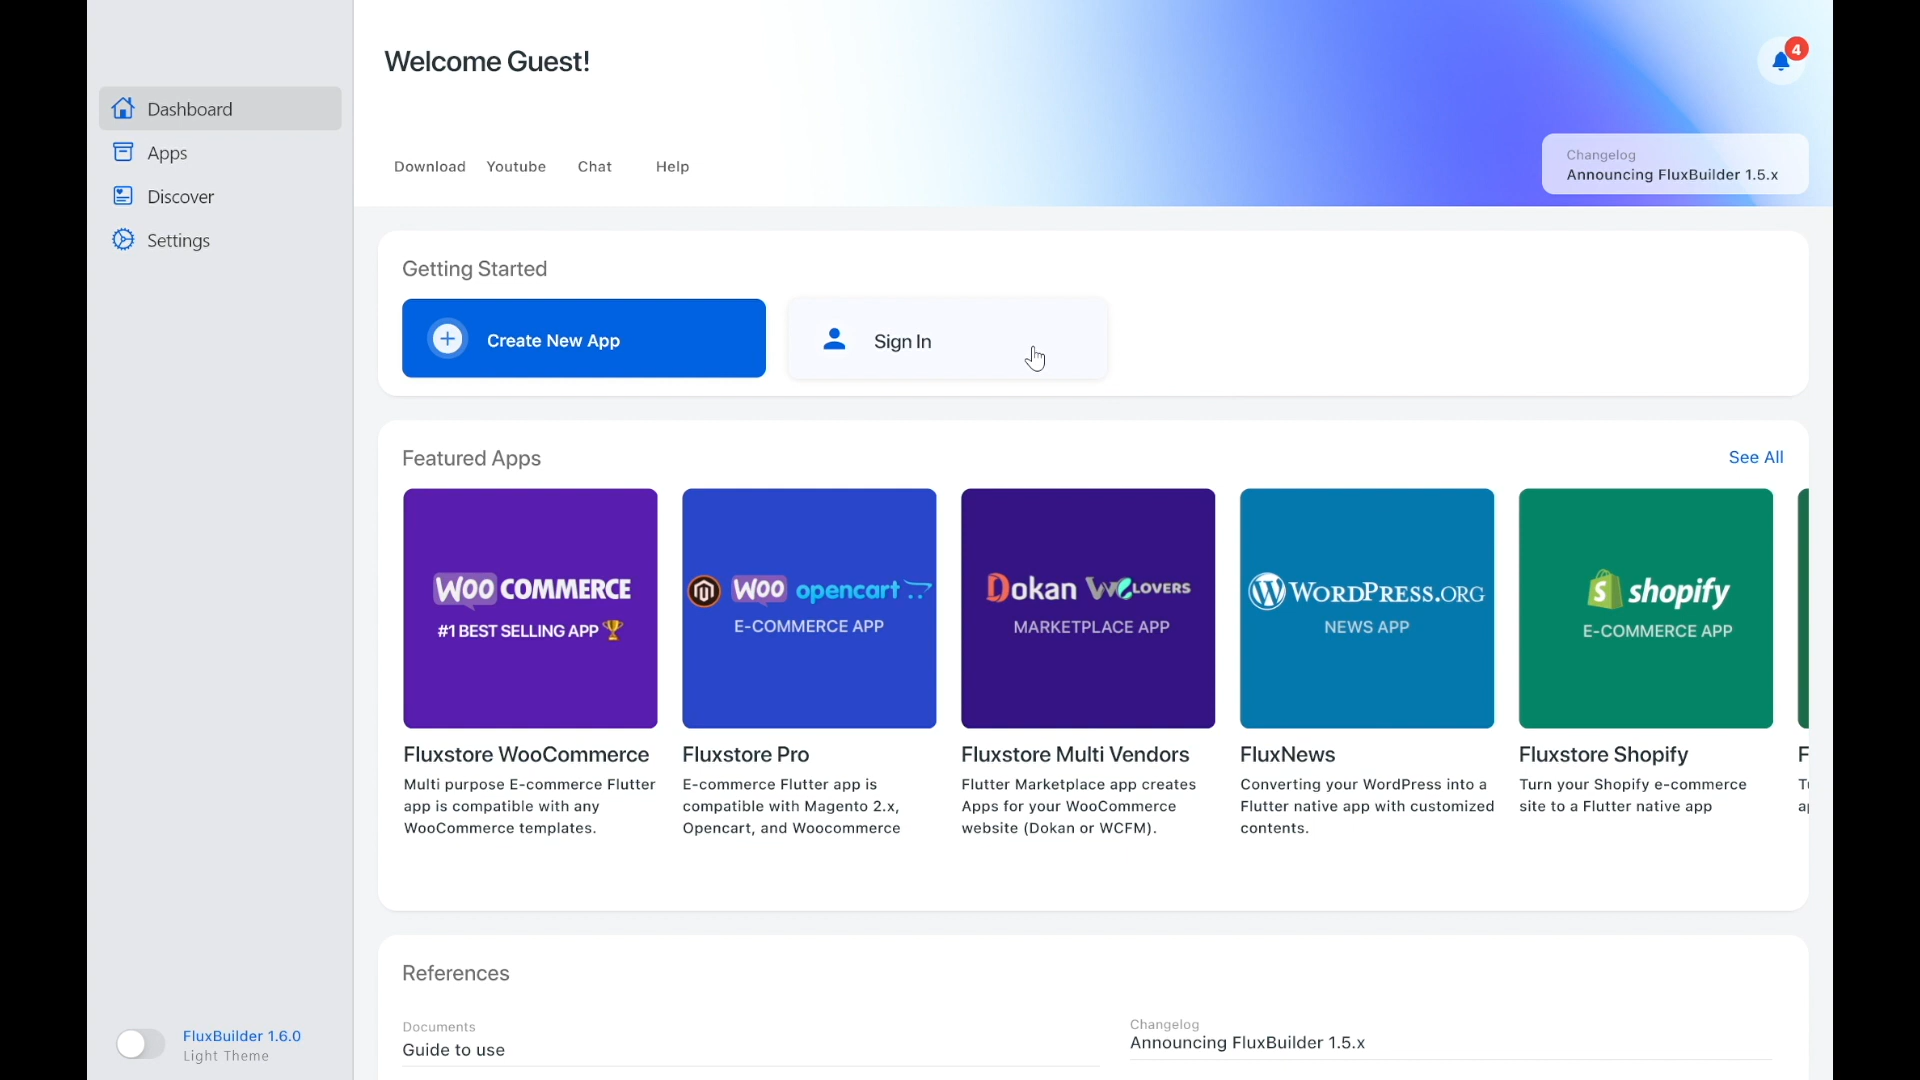 Welcome Guest!
4
Dashboard
Apps
Discover
Settings
Download
Youtube
Chat
Help
Changelog
Announcing FluxBuilder 1.5.x
Getting Started
Create New App
Sign In
Featured Apps
See All
WOO COMMERCE
#1 BEST SELLING APP
WOO opencart
E-COMMERCE APP
Dokan WC LOVERS
MARKETPLACE APP
WORDPRESS.ORG
NEWS APP
shopify
E-COMMERCE APP
Fluxstore WooCommerce
Multi purpose E-commerce Flutter
app is compatible with any
WooCommerce templates.
Fluxstore Pro
E-commerce Flutter app is
compatible with Magento 2.x,
Opencart, and Woocommerce
Fluxstore Multi Vendors
Flutter Marketplace app creates
Apps for your WooCommerce
website (Dokan or WCFM).
FluxNews
Converting your WordPress into a
Flutter native app with customized
contents.
Fluxstore Shopify
Turn your Shopify e-commerce
site to a Flutter native app
References
Documents
Guide to use
Changelog
Announcing FluxBuilder 1.5.x
FluxBuilder 1.6.0
Light Theme